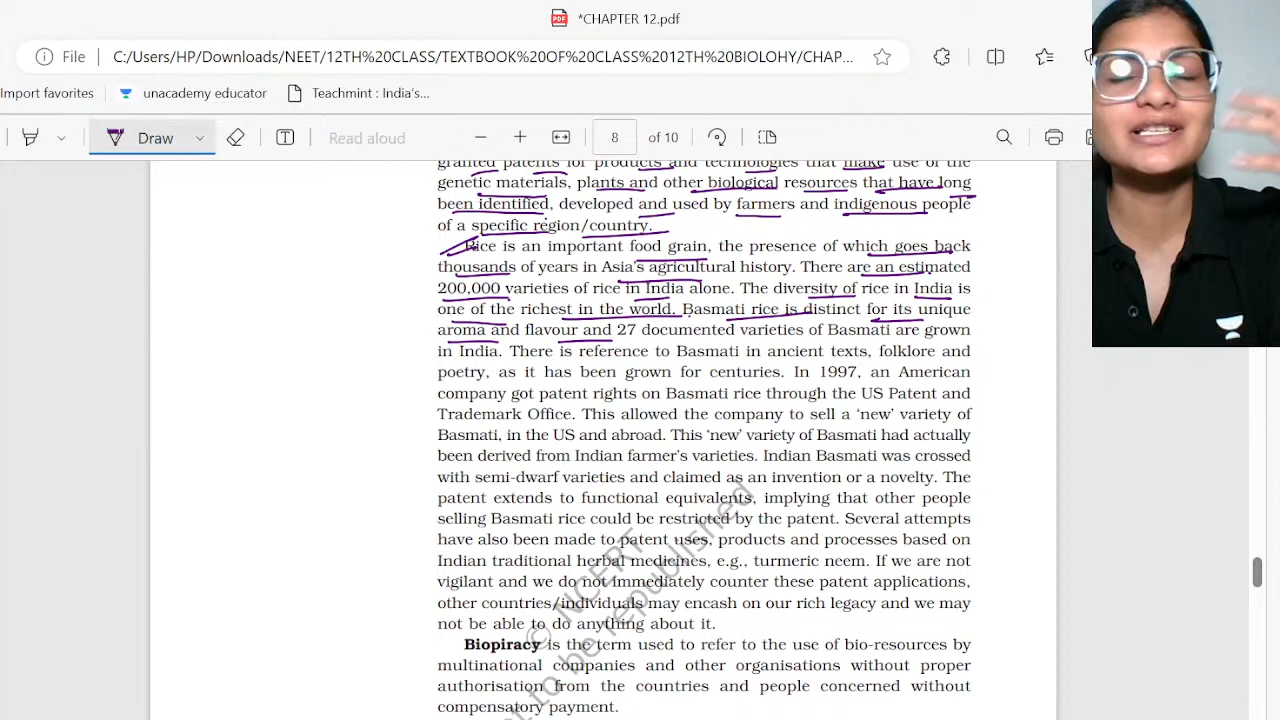 *CHAPTER 12.pdf
File C:/Users/HP/Downloads/NEET/12TH%20CLASS/TEXTBOOK%20OF%20CLASS%2012TH%20BIOLOHY/CHAP...
Import favorites unacademy educator Teachmint : India's...
Draw Read aloud 8 of 10
granted patents for products and technologies that make use of the
genetic materials, plants and other biological resources that have long
been identified, developed and used by farmers and indigenous people
of a specific region/country.
Rice is an important food grain, the presence of which goes back
thousands of years in Asia's agricultural history. There are an estimated
200,000 varieties of rice in India alone. The diversity of rice in India is
one of the richest in the world. Basmati rice is distinct for its unique
aroma and flavour and 27 documented varieties of Basmati are grown
in India. There is reference to Basmati in ancient texts, folklore and
poetry, as it has been grown for centuries. In 1997, an American
company got patent rights on Basmati rice through the US Patent and
Trademark Office. This allowed the company to sell a 'new' variety of
Basmati, in the US and abroad. This 'new' variety of Basmati had actually
been derived from Indian farmer's varieties. Indian Basmati was crossed
with semi-dwarf varieties and claimed as an invention or a novelty. The
patent extends to functional equivalents, implying that other people
selling Basmati rice could be restricted by the patent. Several attempts
have also been made to patent uses, products and processes based on
Indian traditional herbal medicines, e.g., turmeric neem. If we are not
vigilant and we do not immediately counter these patent applications,
other countries/individuals may encash on our rich legacy and we may
not be able to do anything about it.
Biopiracy is the term used to refer to the use of bio-resources by
multinational companies and other organisations without proper
authorisation from the countries and people concerned without
compensatory payment.
© NCERT
not to be republished